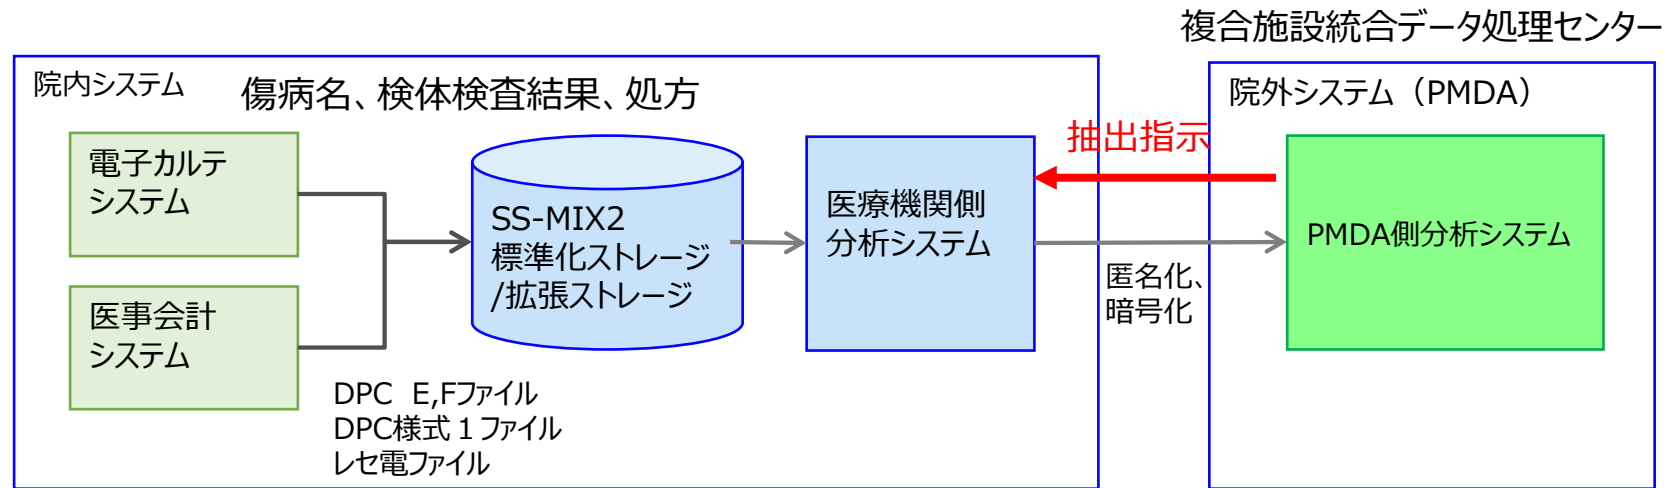 複合施設統合データ処理センター
院内システム
傷病名、検体検査結果、処方
院外システム（PMDA）
電子カルテ
システム
抽出指示
SS-MIX2
標準化ストレージ
/拡張ストレージ
医療機関側
分析システム
PMDA側分析システム
匿名化、
暗号化
医事会計
システム
DPC　E,Fファイル
DPC様式１ファイル
レセ電ファイル